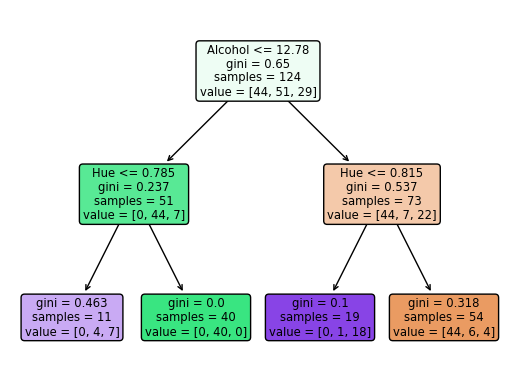 Alcohol <= 12.78
gini = 0.65
samples = 124
value = [44, 51, 29]
Hue <= 0.785
gini = 0.237
samples = 51
value = [0, 44, 7]
Hue <= 0.815
gini = 0.537
samples = 73
value = [44, 7, 22]
gini = 0.463
samples = 11
value = [0, 4, 7]
gini = 0.0
samples = 40
value = [0, 40, 0]
gini = 0.1
samples = 19
value = [0, 1, 18]
gini = 0.318
samples = 54
value = [44, 6, 4]